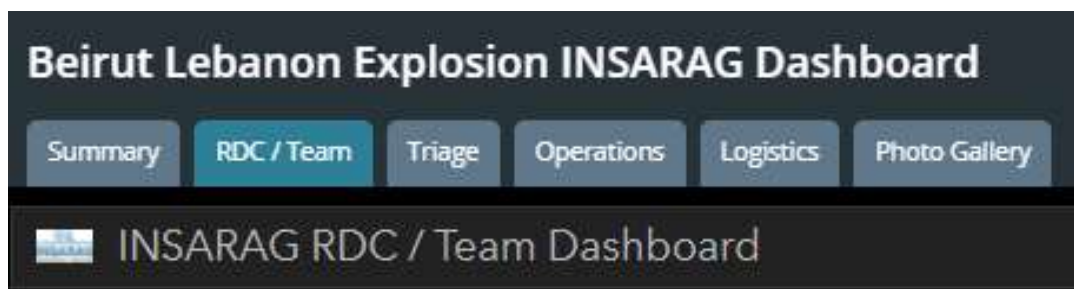 Beirut Lebanon Explosion INSARAG Dashboard
Summary RDC / Team Triage Operations Logistics Photo Gallery
INSARAG RDC / Team Dashboard